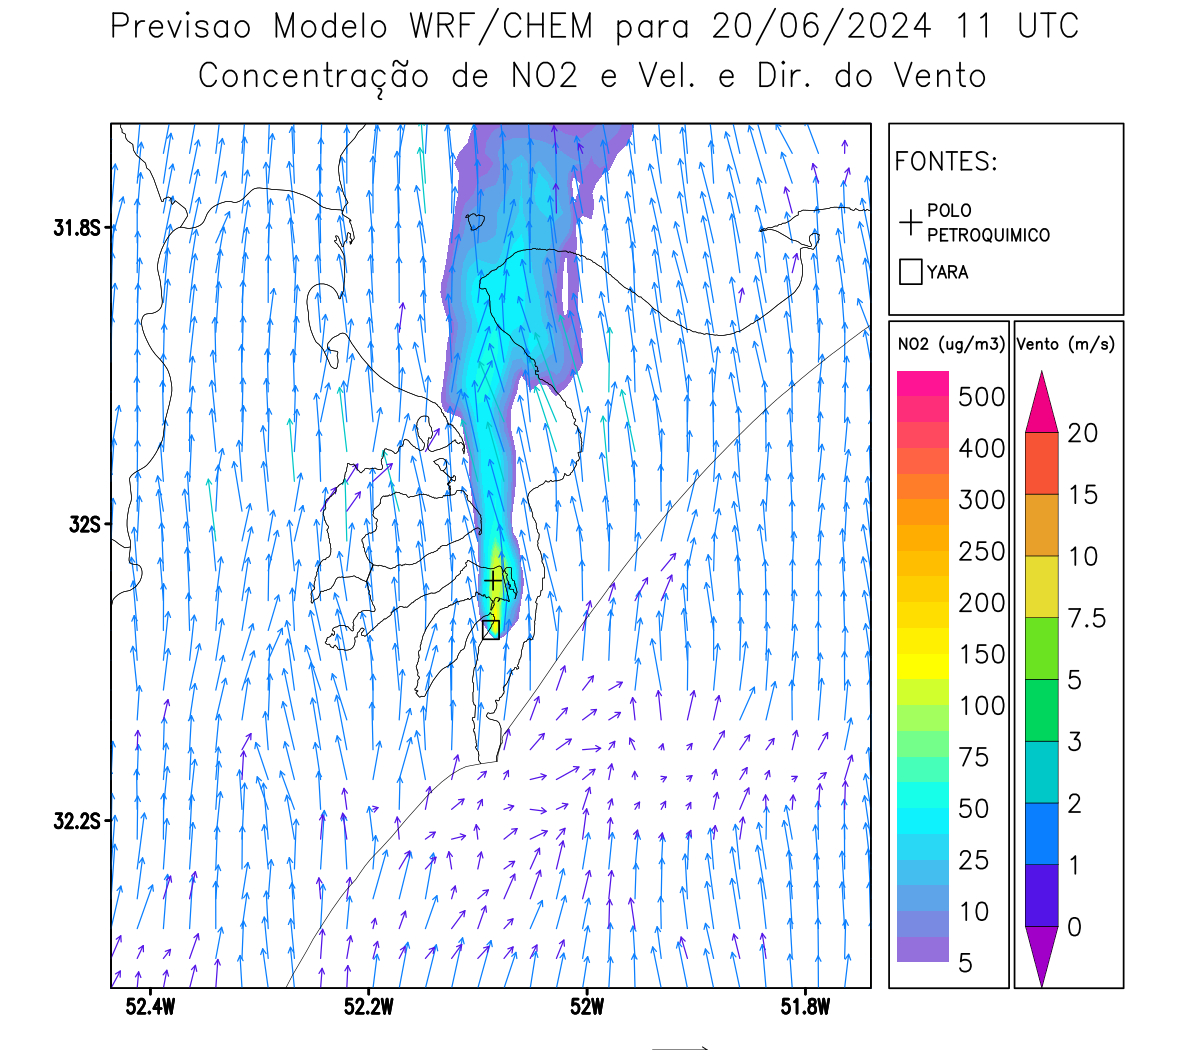 Previsao Modelo WRF/CHEM para 20/06/2024 11 UTC
Concentração de NO2 e Vel. e Dir. do Vento
FONTES:
POLO
PETROQUIMICO
YARA
31.8S
32S
32.2S
52.4W
52.2W
52W
51.8W
NO2 (ug/m3)
500
400
300
250
200
150
100
75
50
25
10
5
Vento (m/s)
20
15
10
7.5
5
3
2
1
0